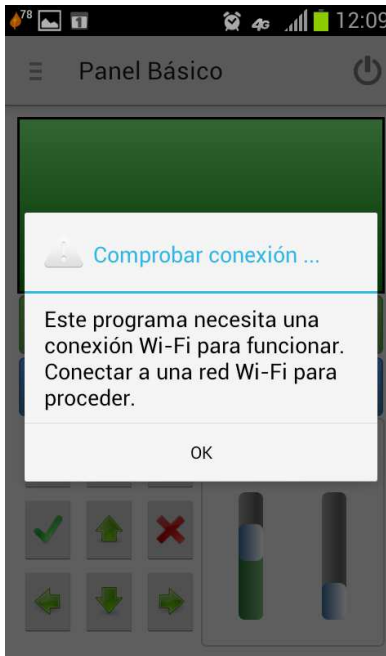 78 1 4G 12:09
Panel Básico
Comprobar conexión ...
Este programa necesita una
conexión Wi-Fi para funcionar.
Conectar a una red Wi-Fi para
proceder.
OK